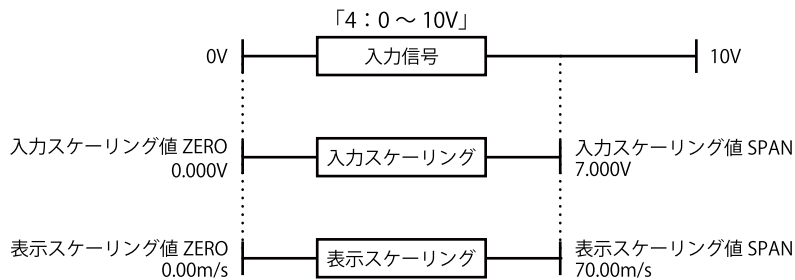 「4：0 ～ 10V」
0V
入力信号
10V
入力スケーリング値 ZERO
0.000V
入力スケーリング
入力スケーリング値 SPAN
7.000V
表示スケーリング値 ZERO
0.00m/s
表示スケーリング
表示スケーリング値 SPAN
70.00m/s